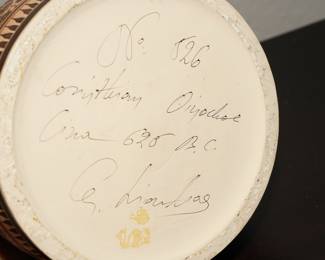 No. 526
Corinthian Oinochoe
Circa 625 B.C.
G.